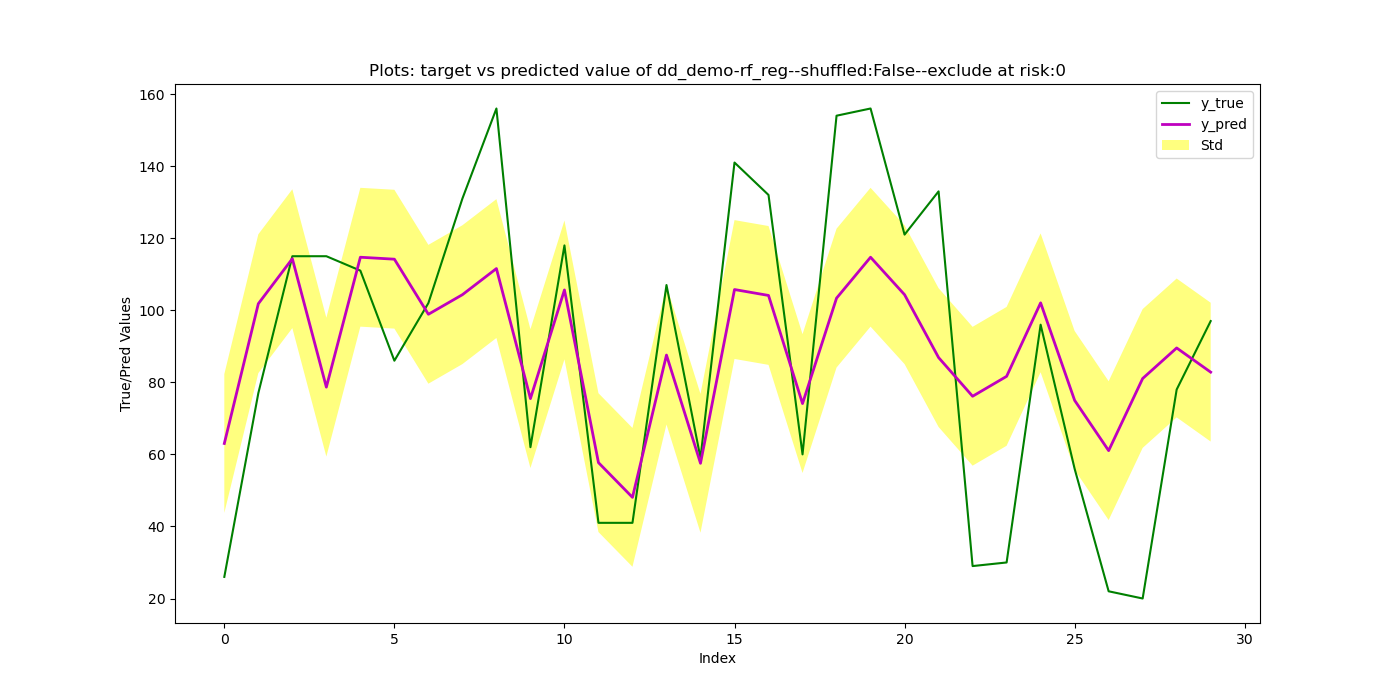 Plots: target vs predicted value of dd_demo-rf_reg--shuffled:False--exclude at risk:0
160
140
120
100
80
60
40
20
True/Pred Values
y_true
y_pred
Std
0 5 10 15 20 25 30
Index